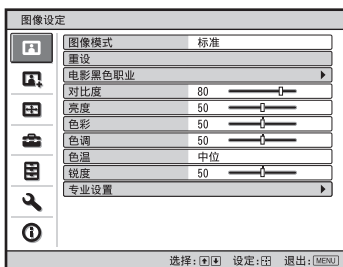 图像设定
图像模式 标准
重设
电影黑色职业
对比度 80
亮度 50
色彩 50
色调 50
色温 中位
锐度 50
专业设置
选择: 设定: 退出: MENU